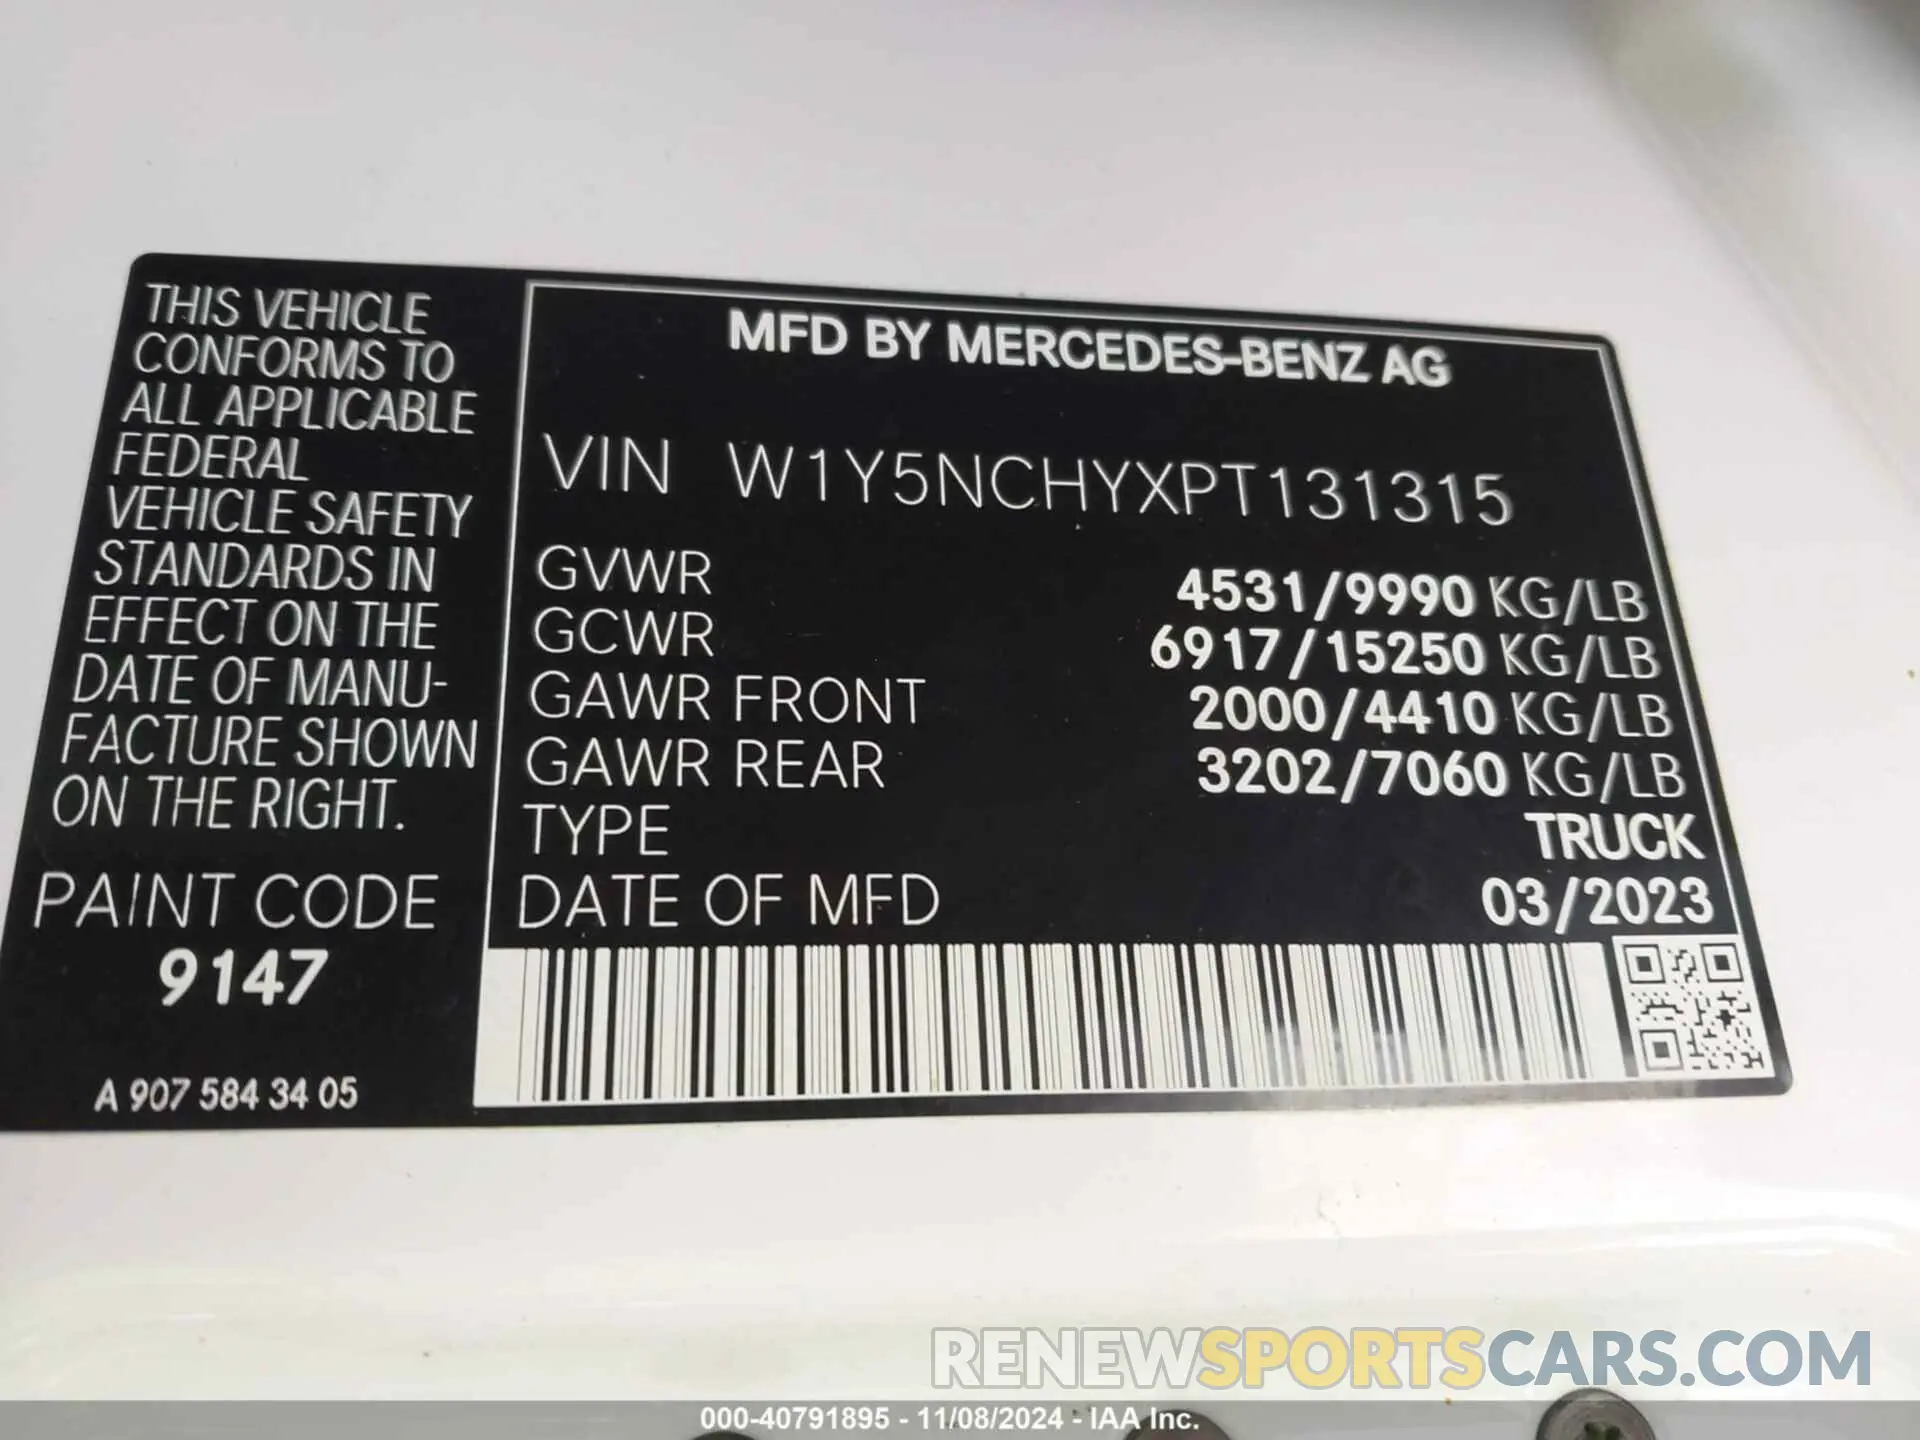 THIS VEHICLE
CONFORMS TO
ALL APPLICABLE
FEDERAL
VEHICLE SAFETY
STANDARDS IN
EFFECT ON THE
DATE OF MANU-
FACTURE SHOWN
ON THE RIGHT.
PAINT CODE
9147
A 907 584 34 05
MFD BY MERCEDES-BENZ AG
VIN W1Y5NCHYXPT131315
GVWR 4531/9990 KG/LB
GCWR 6917/15250 KG/LB
GAWR FRONT 2000/4410 KG/LB
GAWR REAR 3202/7060 KG/LB
TYPE TRUCK
DATE OF MFD 03/2023
RENEWSPORTSCARS.COM
000-40791895 - 11/08/2024 - IAA Inc.